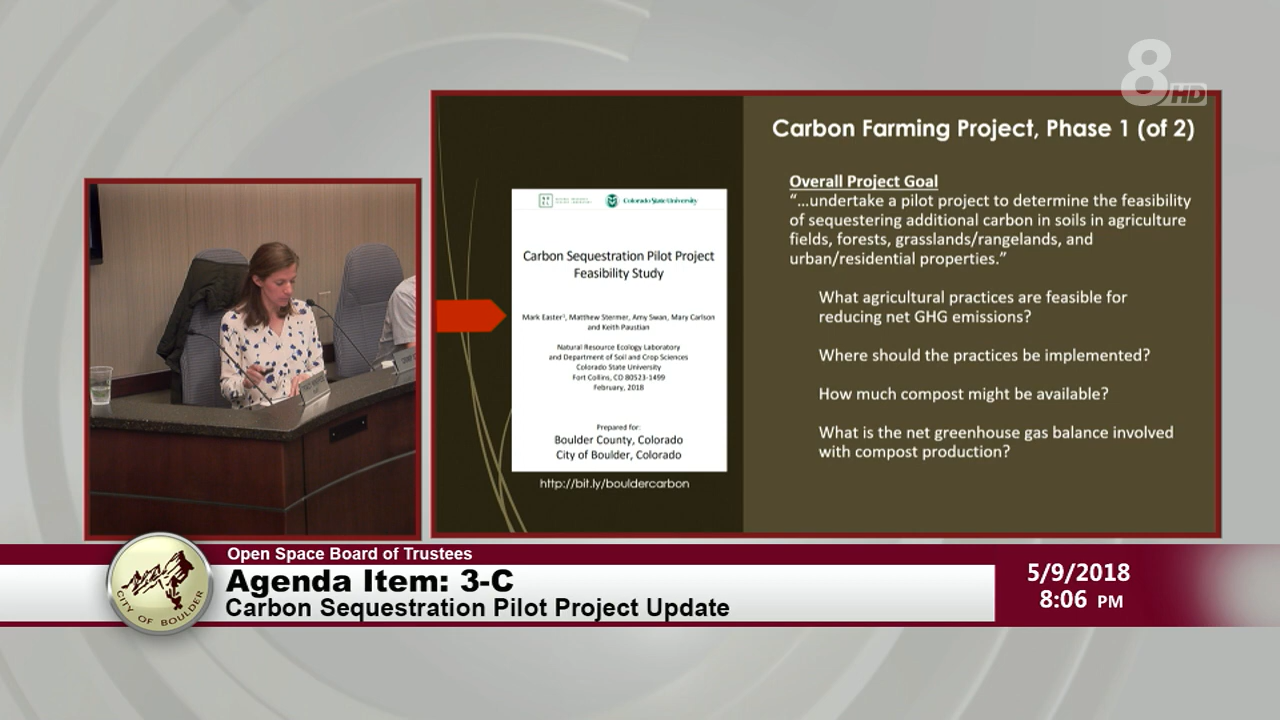 8HD
Carbon Farming Project, Phase 1 (of 2)
Overall Project Goal
“...undertake a pilot project to determine the feasibility
of sequestering additional carbon in soils in agriculture
fields, forests, grasslands/rangelands, and
urban/residential properties.”
What agricultural practices are feasible for
reducing net GHG emissions?
Where should the practices be implemented?
How much compost might be available?
What is the net greenhouse gas balance involved
with compost production?
Colorado State University
Carbon Sequestration Pilot Project
Feasibility Study
Mark Easter¹, Matthew Stermer, Amy Swan, Mary Carlson
and Keith Paustian
Natural Resource Ecology Laboratory
and Department of Soil and Crop Sciences
Colorado State University
Fort Collins, CO 80523-1499
February, 2018
Prepared for:
Boulder County, Colorado
City of Boulder, Colorado
http://bit.ly/bouldercarbon
Open Space Board of Trustees
Agenda Item: 3-C
Carbon Sequestration Pilot Project Update
CITY OF BOULDER
5/9/2018
8:06 PM